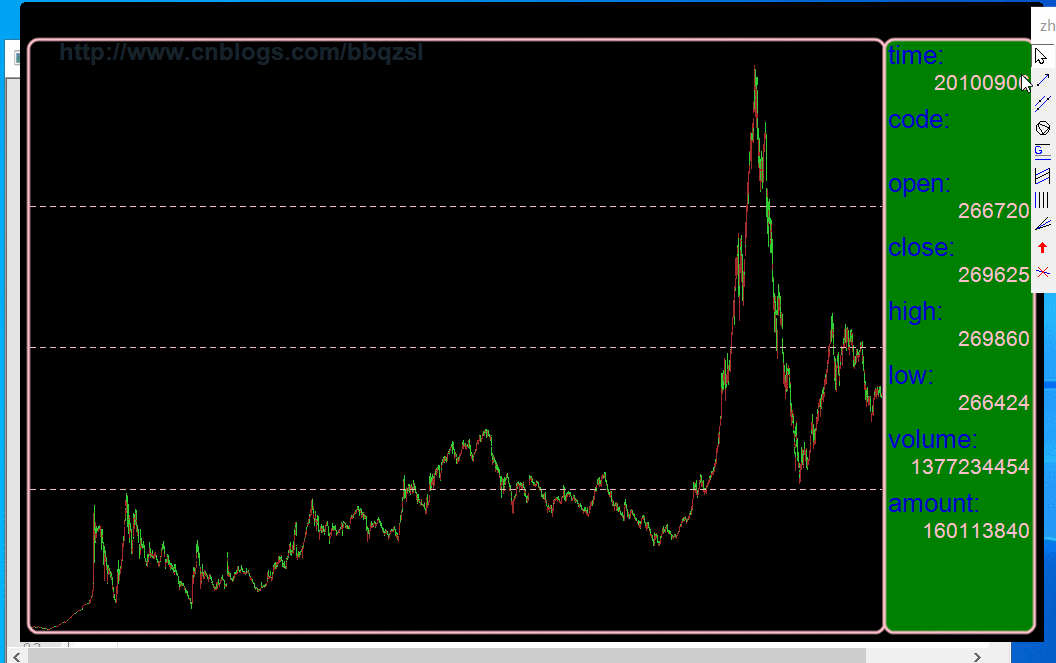 http://www.cnblogs.com/bbqzsl
zh
time:
code:
open:
266720
close:
269625
high:
269860
low:
266424
volume:
1377234454
amount:
160113840